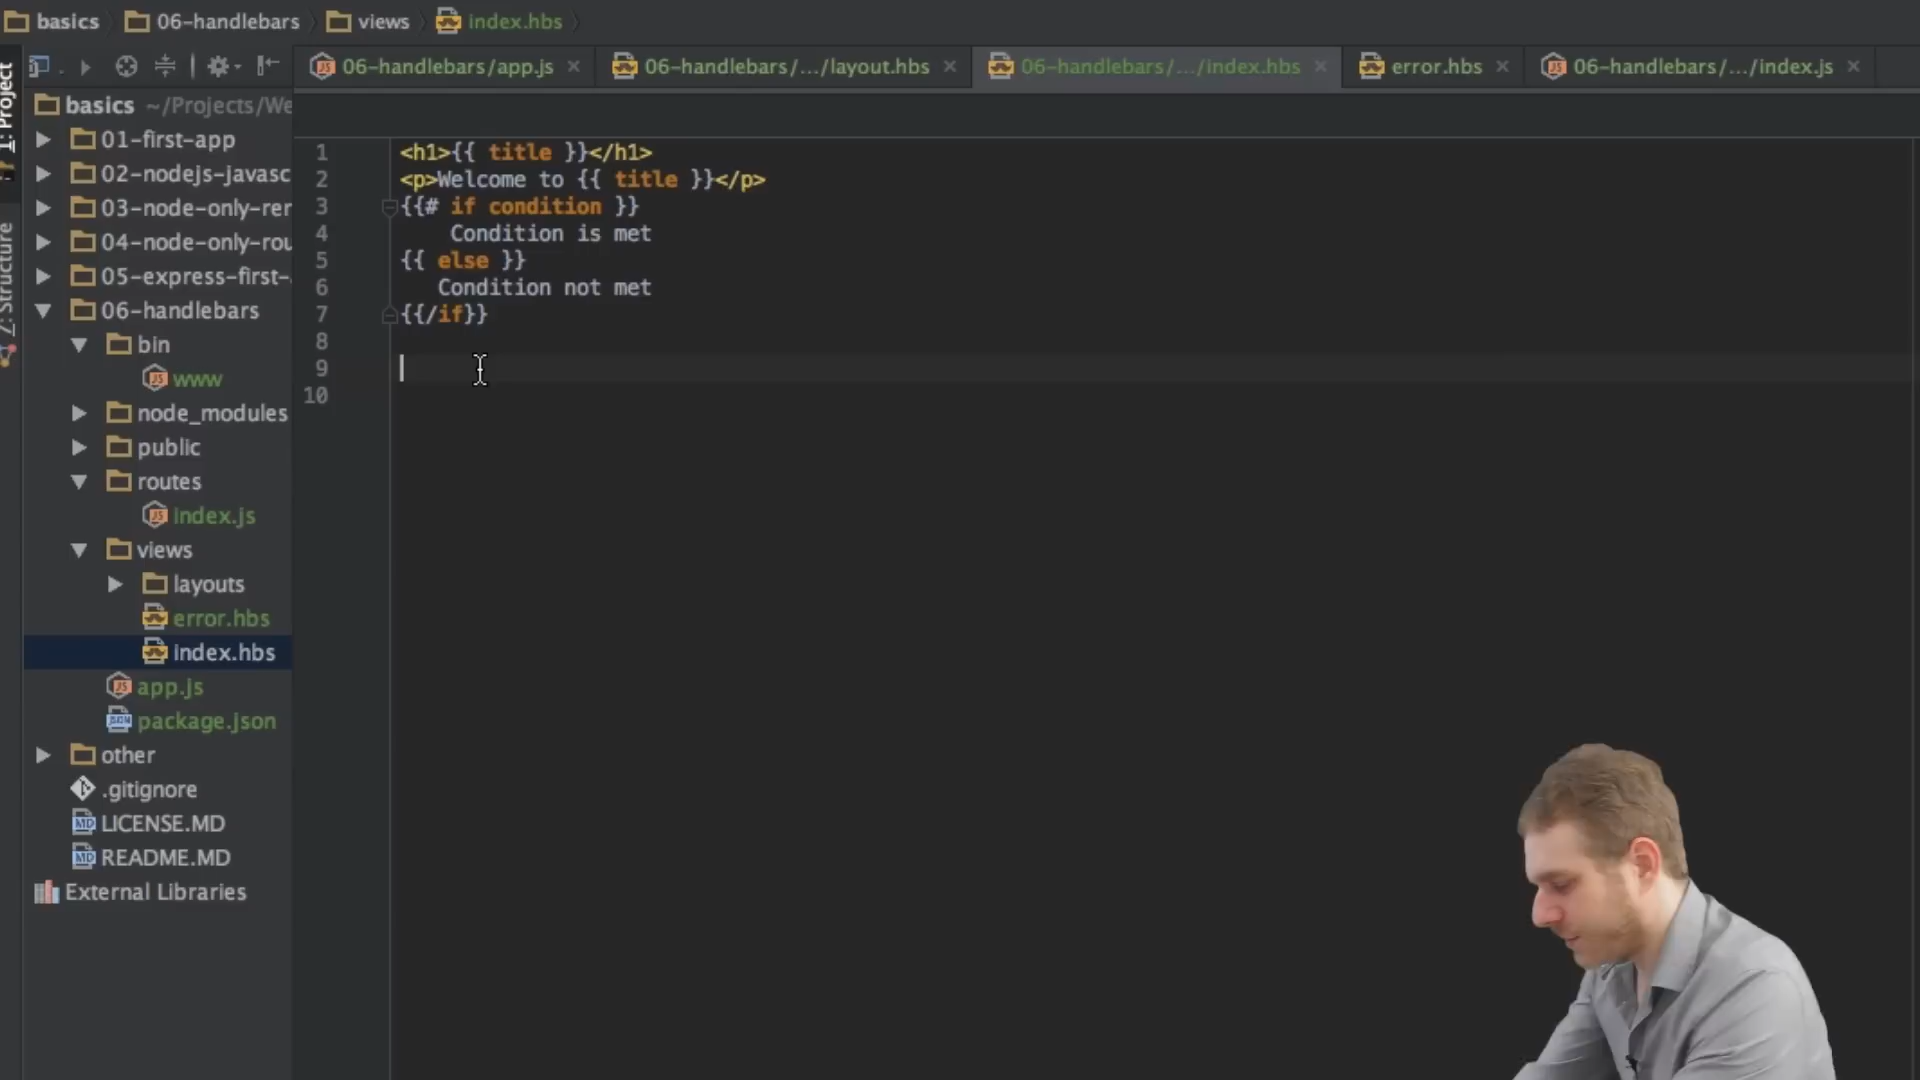 basics 06-handlebars views index.hbs
06-handlebars/app.js 06-handlebars/.../layout.hbs 06-handlebars/.../index.hbs error.hbs 06-handlebars/.../index.js
1: Project
Z: Structure
basics ~/Projects/We
01-first-app
02-nodejs-javasc
03-node-only-rer
04-node-only-rou
05-express-first-
06-handlebars
bin
www
node_modules
public
routes
index.js
views
layouts
error.hbs
index.hbs
app.js
package.json
other
.gitignore
LICENSE.MD
README.MD
External Libraries
1 <h1>{{ title }}</h1>
2 <p>Welcome to {{ title }}</p>
3 {{# if condition }}
4 Condition is met
5 {{ else }}
6 Condition not met
7 {{/if}}
8
9
10